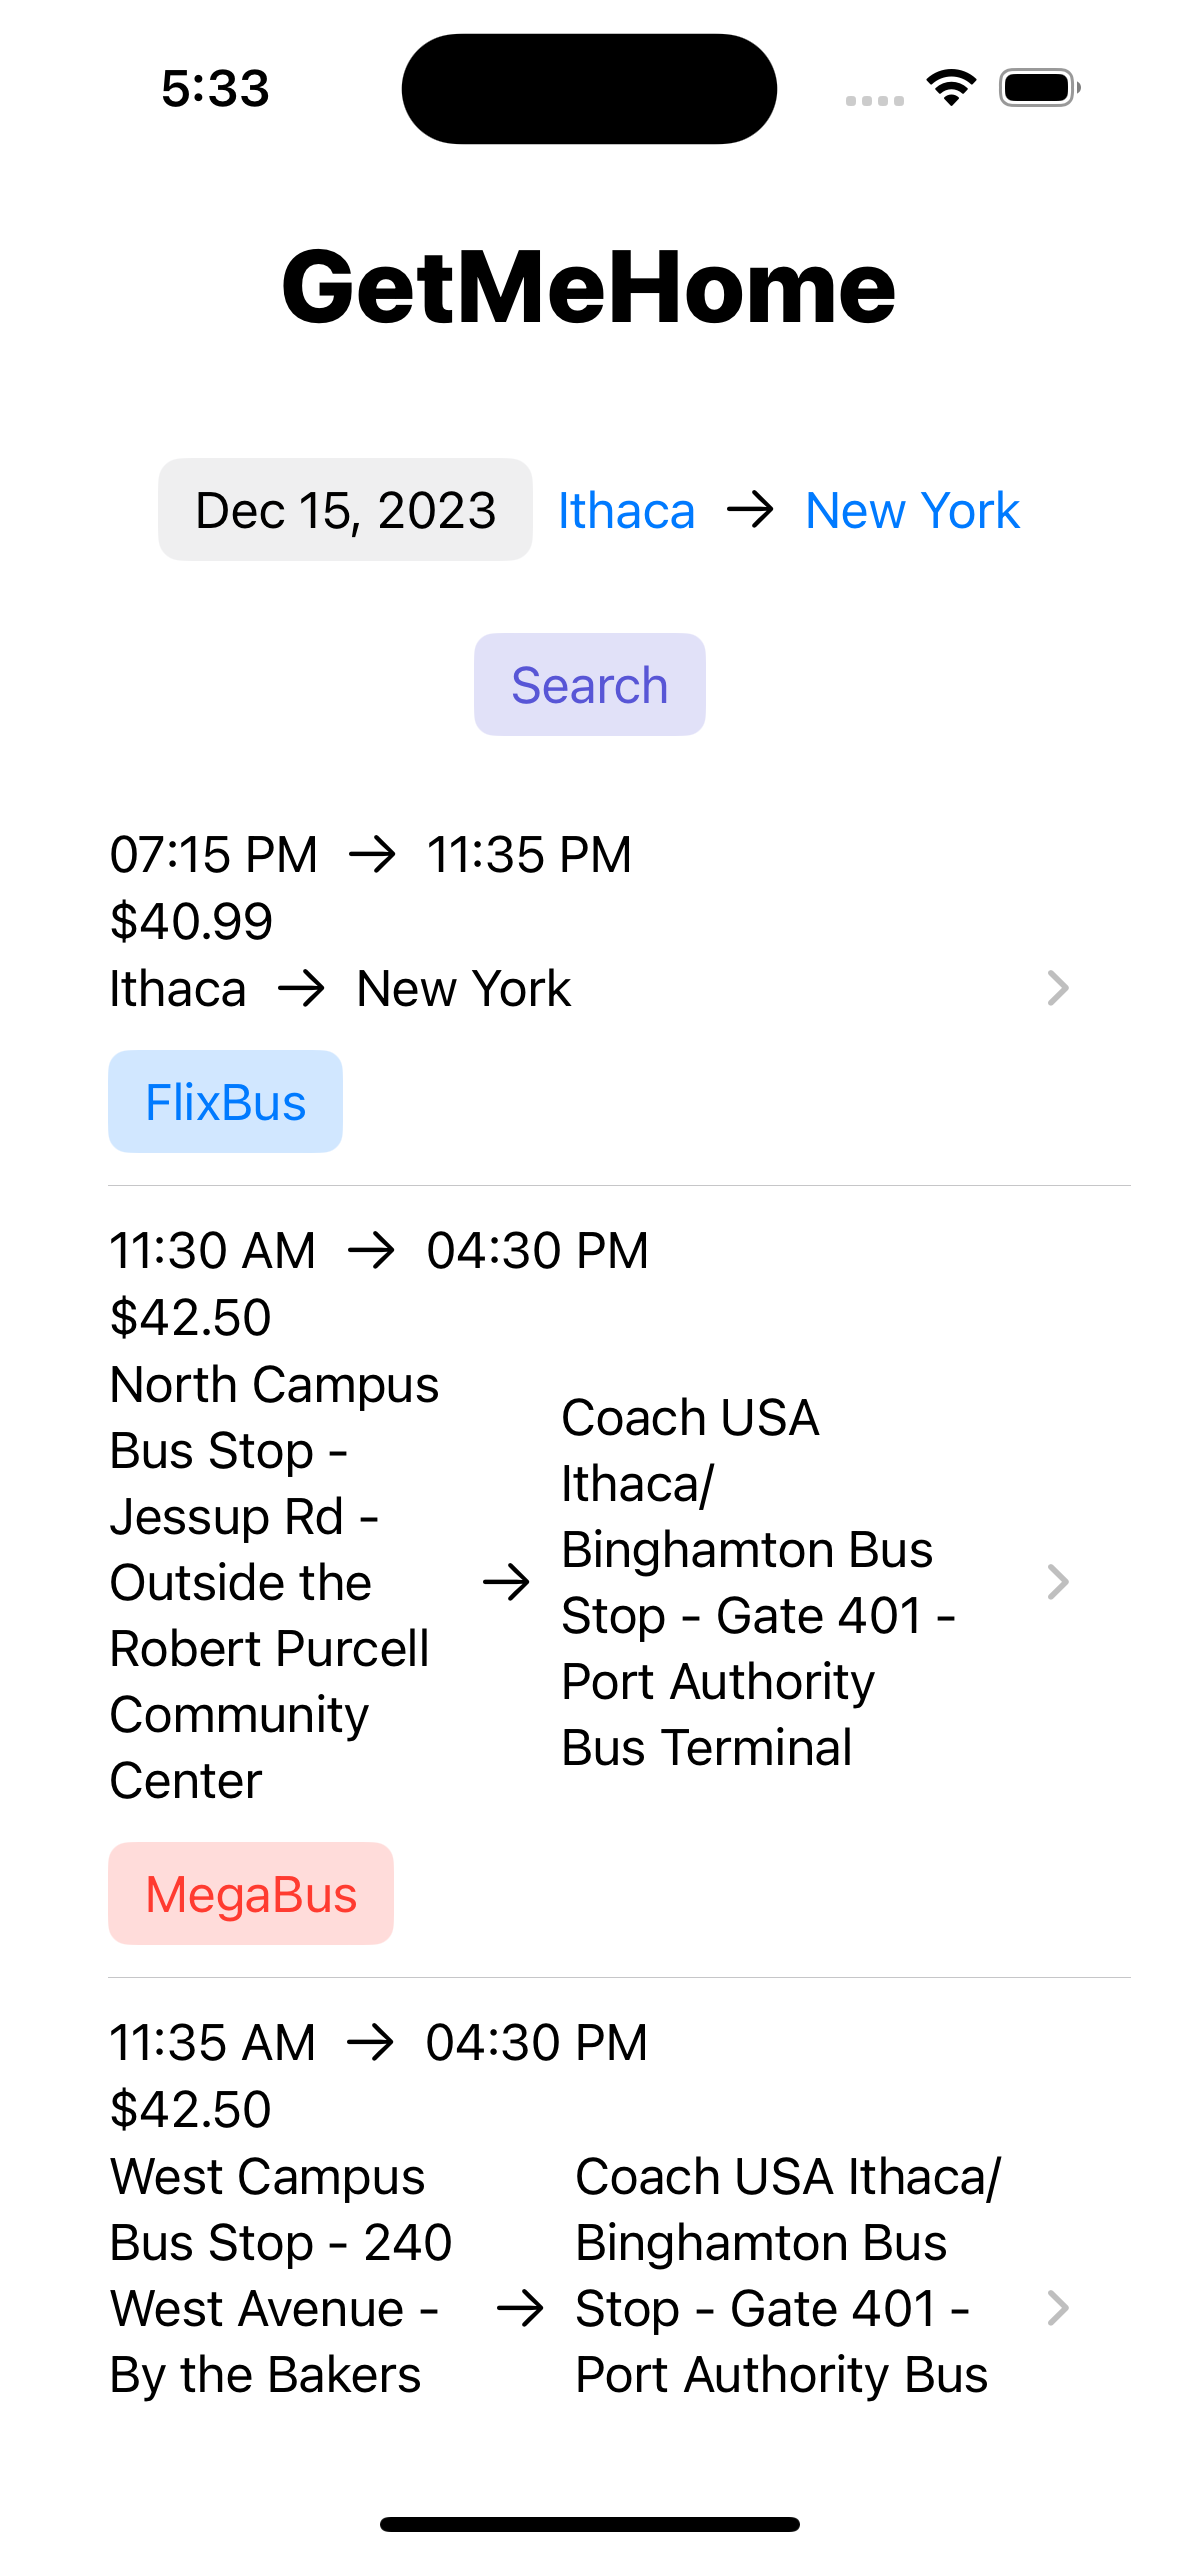 5:33
GetMeHome
Dec 15, 2023 Ithaca → New York
Search
07:15 PM → 11:35 PM
$40.99
Ithaca → New York
FlixBus
11:30 AM → 04:30 PM
$42.50
North Campus
Bus Stop -
Jessup Rd -
Outside the
Robert Purcell
Community
Center
→
Coach USA
Ithaca/
Binghamton Bus
Stop - Gate 401 -
Port Authority
Bus Terminal
MegaBus
11:35 AM → 04:30 PM
$42.50
West Campus
Bus Stop - 240
West Avenue -
By the Bakers
→
Coach USA Ithaca/
Binghamton Bus
Stop - Gate 401 -
Port Authority Bus